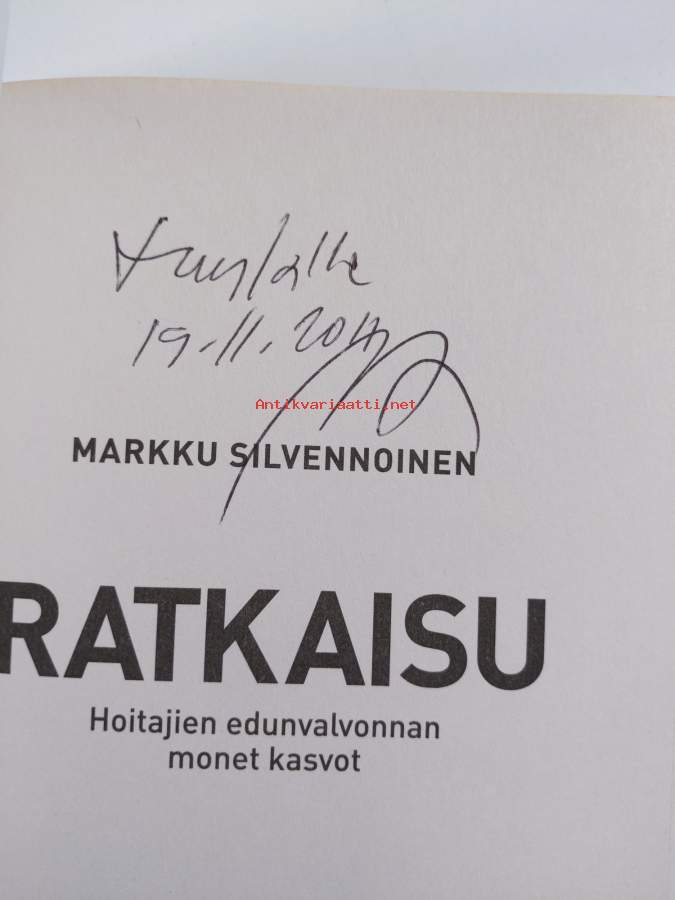 19.11.2014
Antikvariaatti.net
MARKKU SILVENNOINEN
RATKAISU
Hoitajien edunvalvonnan
monet kasvot